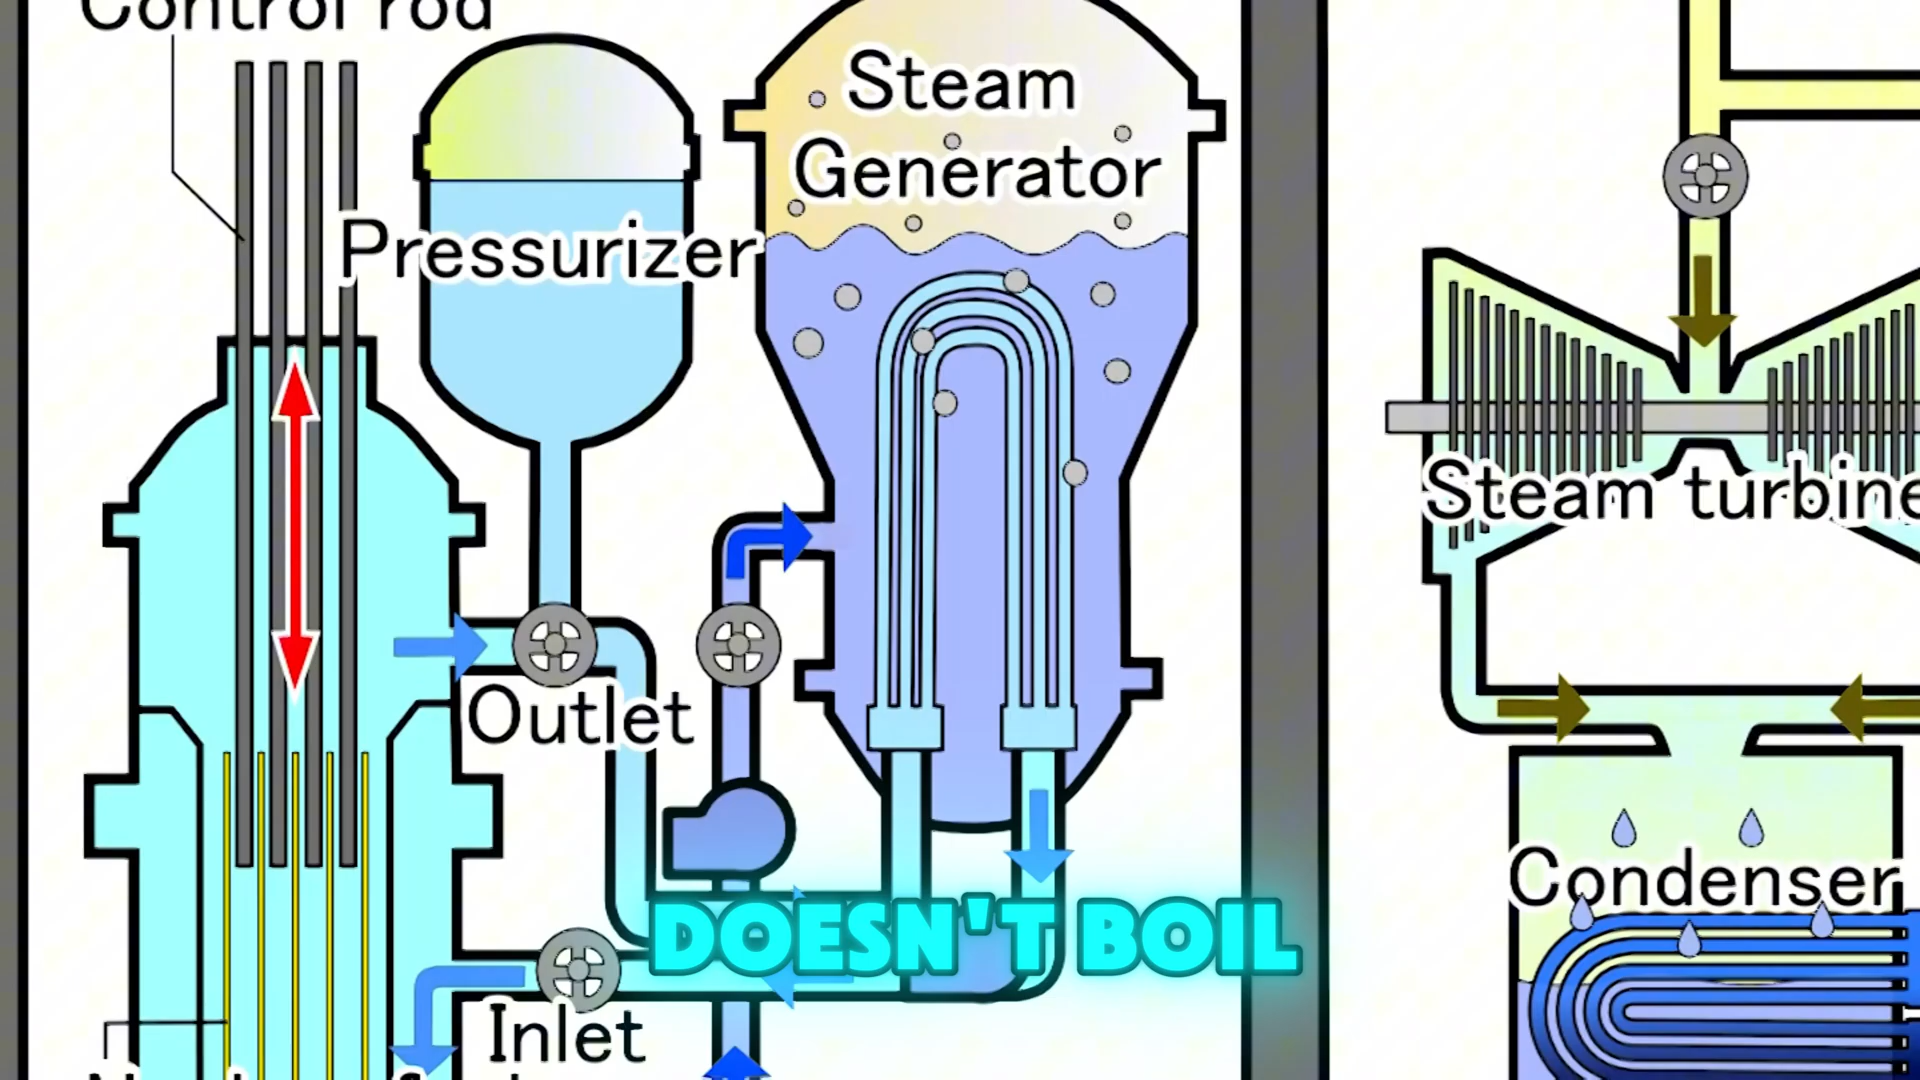 Control rod
Steam
Generator
Pressurizer
Steam turbine
Outlet
Condenser
DOESN'T BOIL
Inlet